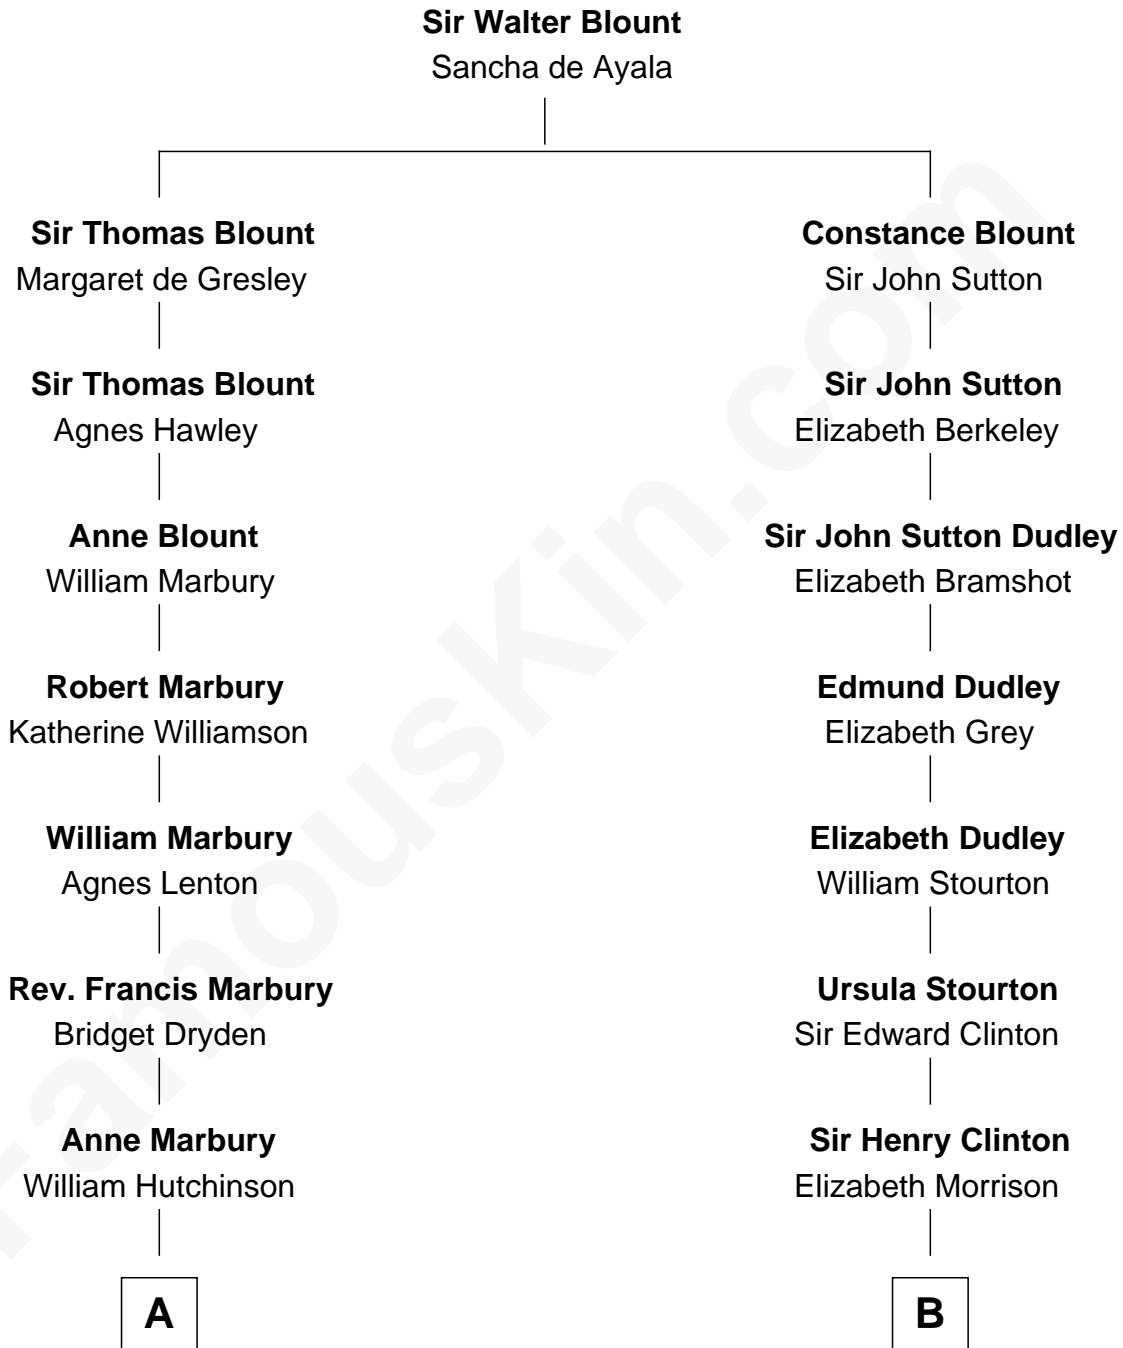 Sir Walter Blount
Sancha de Ayala
Sir Thomas Blount
Margaret de Gresley
Sir Thomas Blount
Agnes Hawley
Anne Blount
William Marbury
Robert Marbury
Katherine Williamson
William Marbury
Agnes Lenton
Rev. Francis Marbury
Bridget Dryden
Anne Marbury
William Hutchinson
A
Constance Blount
Sir John Sutton
Sir John Sutton
Elizabeth Berkeley
Sir John Sutton Dudley
Elizabeth Bramshot
Edmund Dudley
Elizabeth Grey
Elizabeth Dudley
William Stourton
Ursula Stourton
Sir Edward Clinton
Sir Henry Clinton
Elizabeth Morrison
B
FamousKin.com